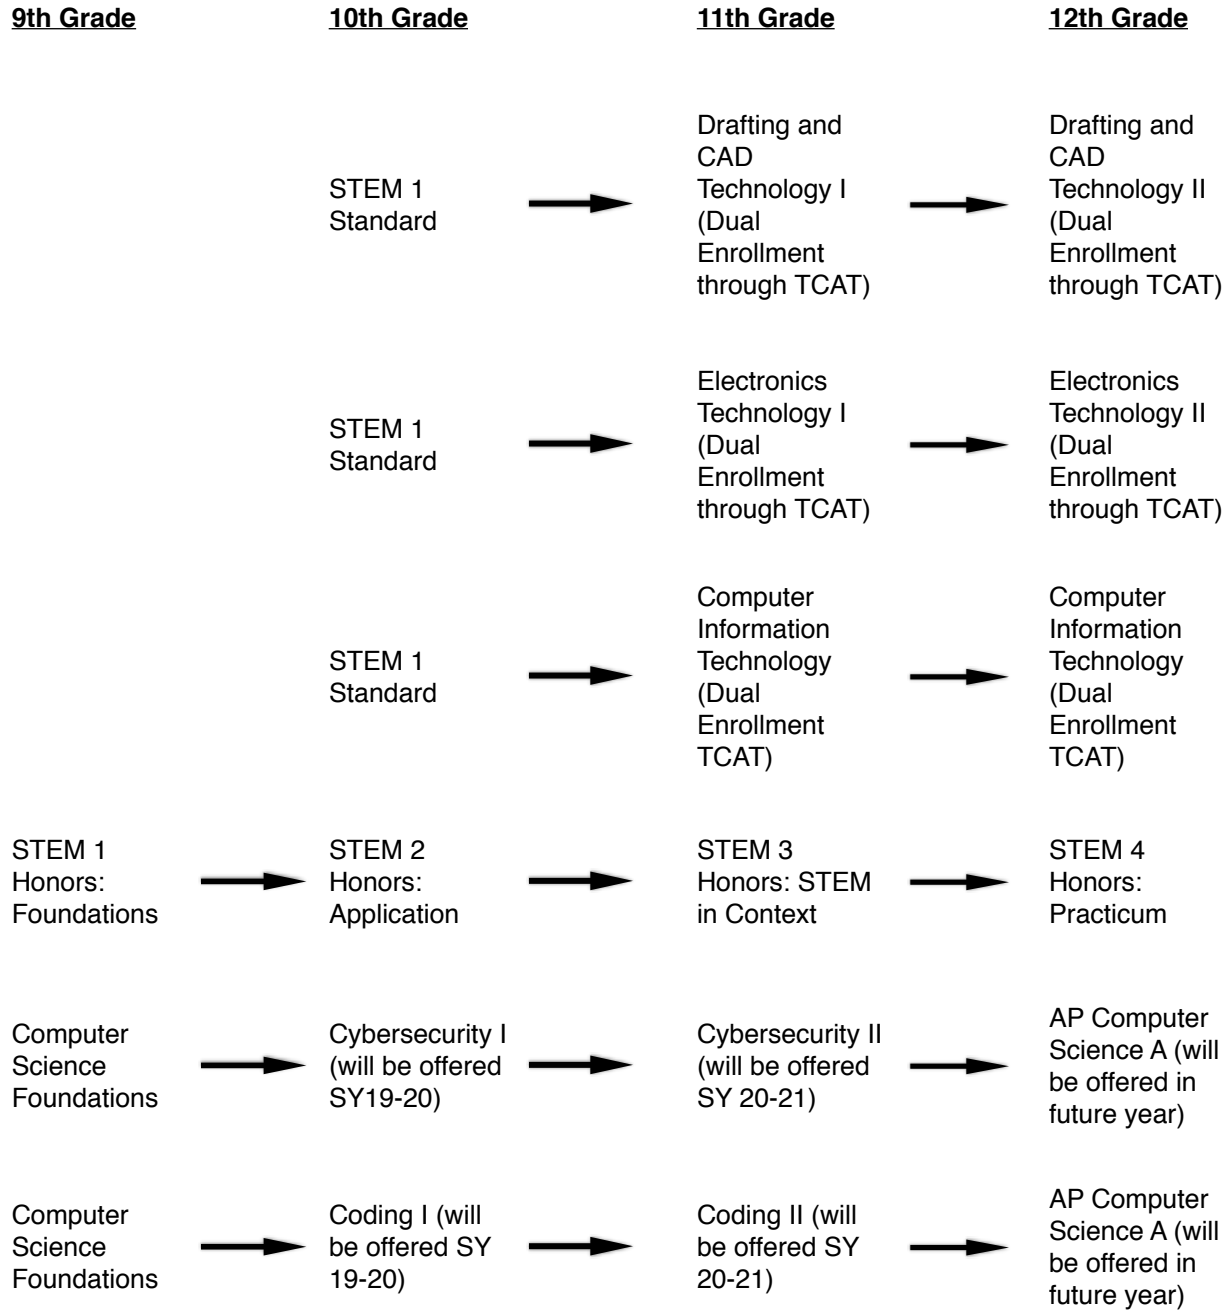 9th Grade
10th Grade
11th Grade
12th Grade
STEM 1
Standard
Drafting and
CAD
Technology I
(Dual
Enrollment
through TCAT)
Drafting and
CAD
Technology II
(Dual
Enrollment
through TCAT)
STEM 1
Standard
Electronics
Technology I
(Dual
Enrollment
through TCAT)
Electronics
Technology II
(Dual
Enrollment
through TCAT)
STEM 1
Standard
Computer
Information
Technology
(Dual
Enrollment
TCAT)
Computer
Information
Technology
(Dual
Enrollment
TCAT)
STEM 1
Honors:
Foundations
STEM 2
Honors:
Application
STEM 3
Honors: STEM
in Context
STEM 4
Honors:
Practicum
Computer
Science
Foundations
Cybersecurity I
(will be offered
SY19-20)
Cybersecurity II
(will be offered
SY 20-21)
AP Computer
Science A (will
be offered in
future year)
Computer
Science
Foundations
Coding I (will
be offered SY
19-20)
Coding II (will
be offered SY
20-21)
AP Computer
Science A (will
be offered in
future year)